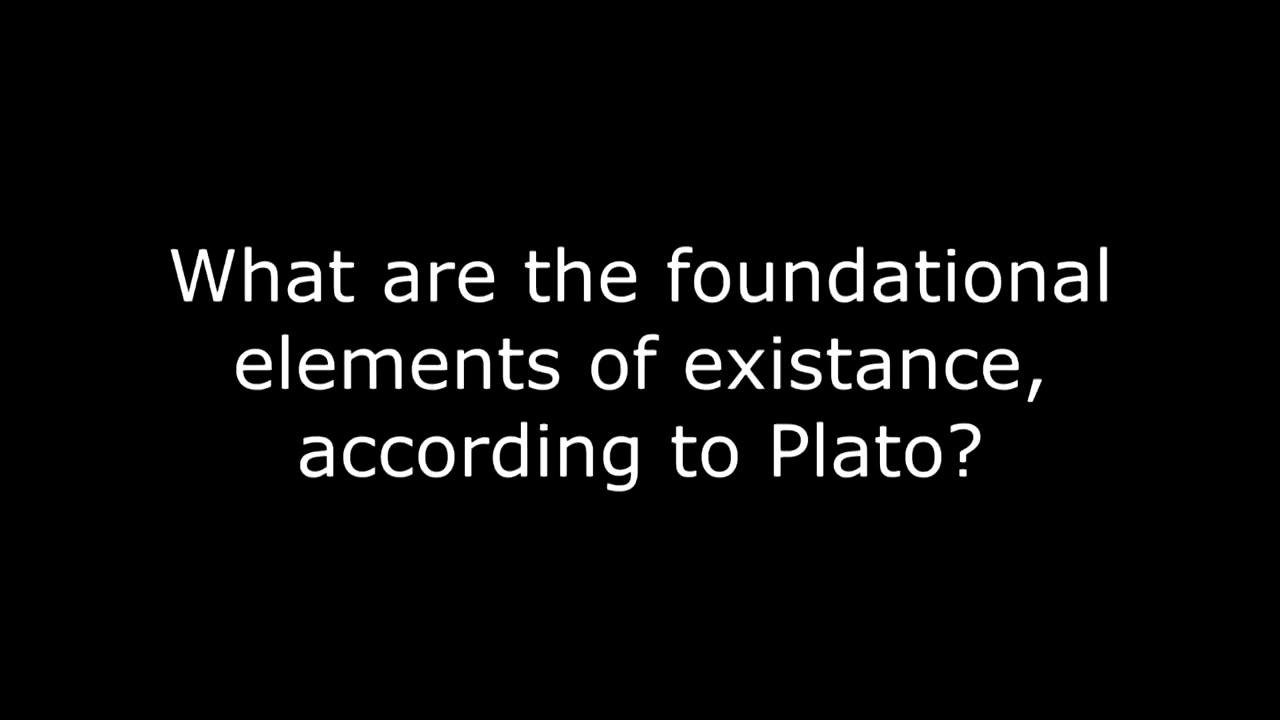 What are the foundational
elements of existance,
according to Plato?